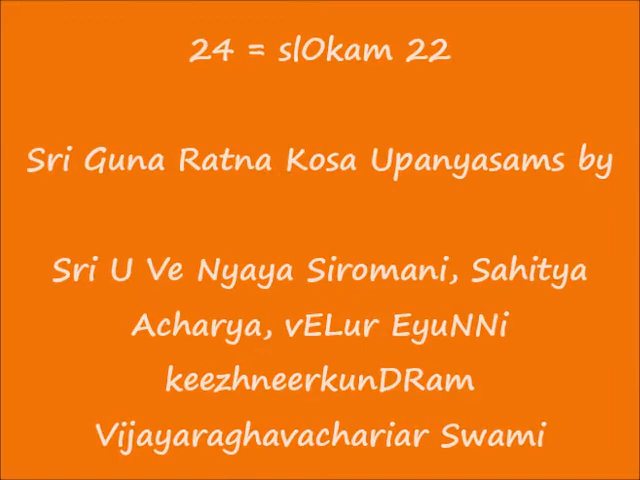 24 = slOkam 22
Sri Guna Ratna Kosa Upanyasams by
Sri U Ve Nyaya Siromani, Sahitya
Acharya, vELur EyuNNi
keezhneerkunDRam
Vijayaraghavachariar Swami